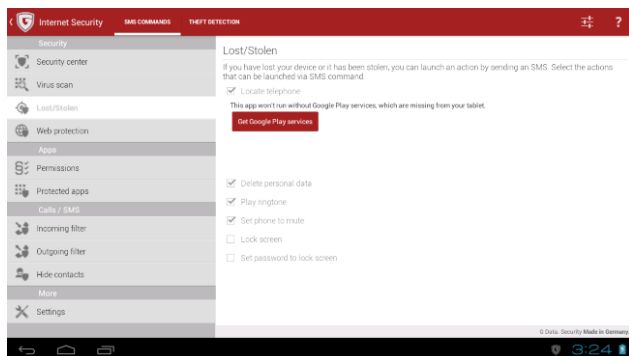 Internet Security
SMS COMMANDS
THEFT DETECTION
?
Security
Security center
Virus scan
Lost/Stolen
Web protection
Apps
Permissions
Protected apps
Calls / SMS
Incoming filter
Outgoing filter
Hide contacts
More
Settings
Lost/Stolen
If you have lost your device or it has been stolen, you can launch an action by sending an SMS. Select the actions
that can be launched via SMS command.
Locate telephone
This app won't run without Google Play services, which are missing from your tablet.
Get Google Play services
Delete personal data
Play ringtone
Set phone to mute
Lock screen
Set password to lock screen
G Data. Security Made in Germany
3:24